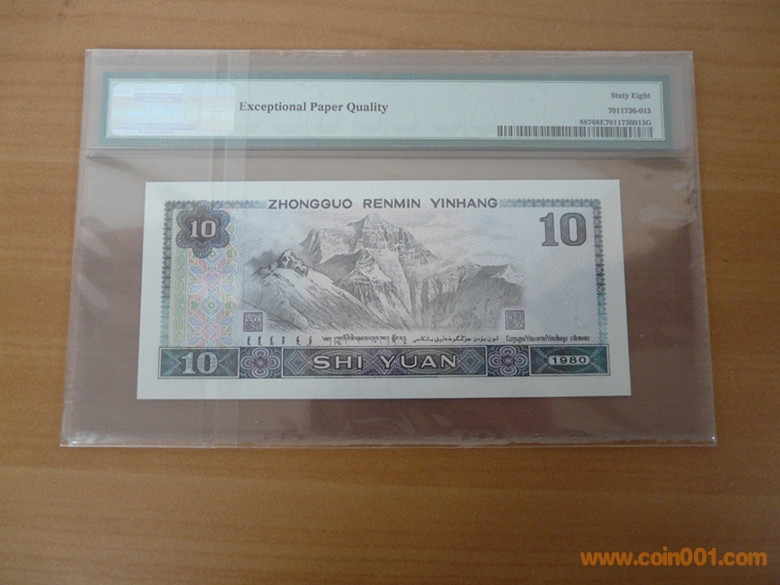 Exceptional Paper Quality
Sixty Eight
7011736-013
88768E7011736013G
ZHONGGUO RENMIN YINHANG
10
10
10
SHI YUAN
1980
www.coin001.com